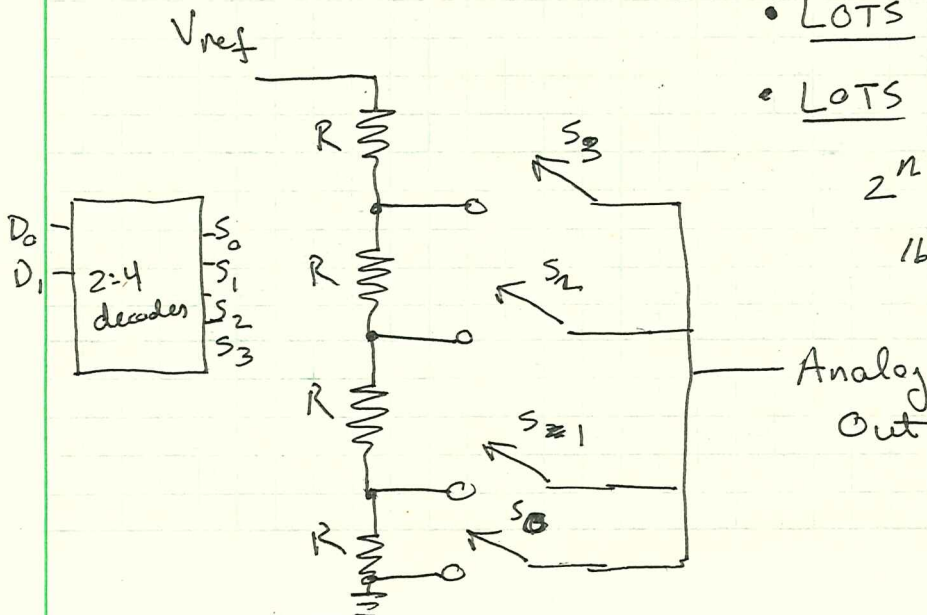 • LOTS
• LOTS
2ⁿ
16
Vref
R
S3
D0
D1
2:4
decoder
S0
S1
S2
S3
R
S2
Analog
Out
R
S1
R
S0